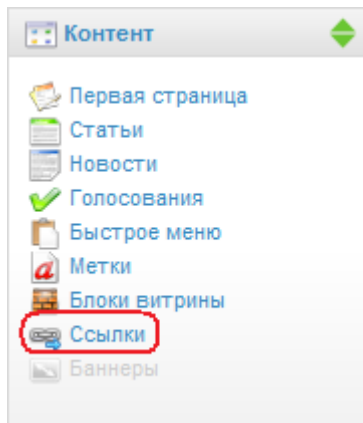 Контент
Первая страница
Статьи
Новости
Голосования
Быстрое меню
Метки
Блоки витрины
Ссылки
Баннеры